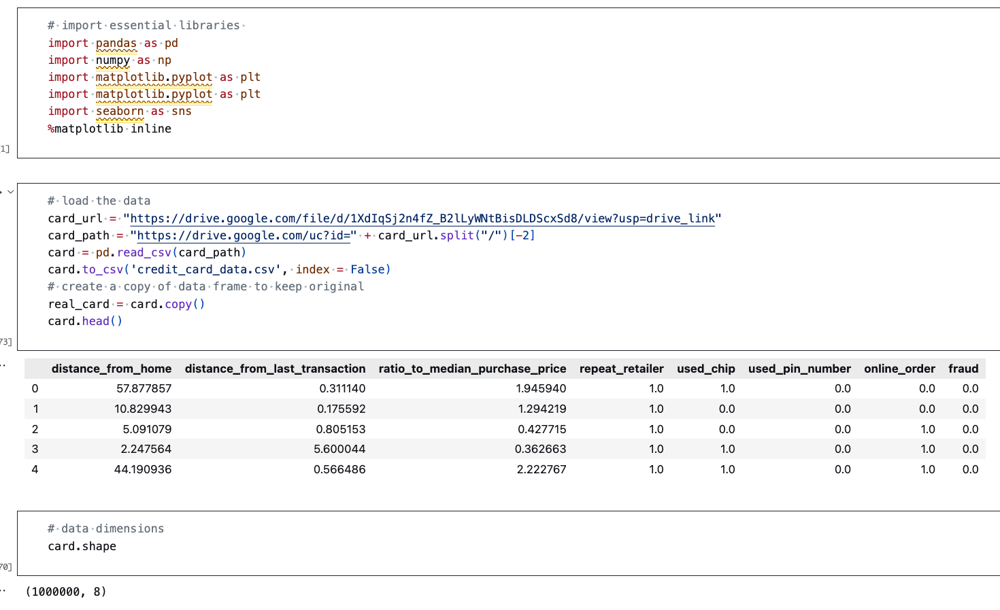 # import essential libraries
import pandas as pd
import numpy as np
import matplotlib.pyplot as plt
import matplotlib.pyplot as plt
import seaborn as sns
%matplotlib inline
1]
# load the data
card_url = "https://drive.google.com/file/d/1XdIqSj2n4fZ_B2lLyWNtBisDLDScxSd8/view?usp=drive_link"
card_path = "https://drive.google.com/uc?id=" + card_url.split("/")[-2]
card = pd.read_csv(card_path)
card.to_csv('credit_card_data.csv', index = False)
# create a copy of data frame to keep original
real_card = card.copy()
card.head()
73]
distance_from_home distance_from_last_transaction ratio_to_median_purchase_price repeat_retailer used_chip used_pin_number online_order fraud
0 57.877857 0.311140 1.945940 1.0 1.0 0.0 0.0 0.0
1 10.829943 0.175592 1.294219 1.0 0.0 0.0 0.0 0.0
2 5.091079 0.805153 0.427715 1.0 0.0 0.0 1.0 0.0
3 2.247564 5.600044 0.362663 1.0 1.0 0.0 1.0 0.0
4 44.190936 0.566486 2.222767 1.0 1.0 0.0 1.0 0.0
# data dimensions
card.shape
70]
(1000000, 8)